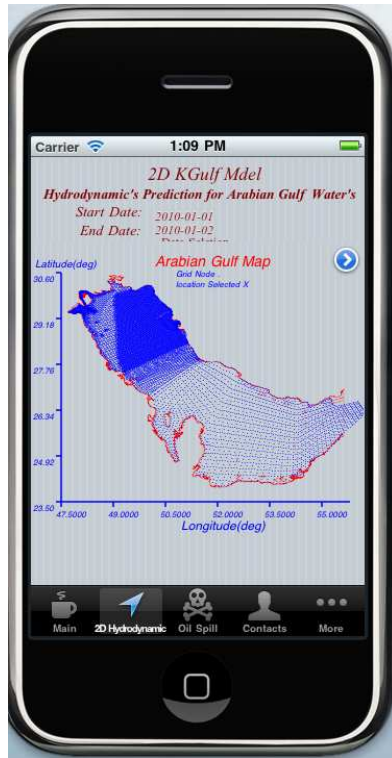 Carrier 1:09 PM
2D KGulf Mdel
Hydrodynamic's Prediction for Arabian Gulf Water's
Start Date: 2010-01-01
End Date: 2010-01-02
Arabian Gulf Map
Latitude(deg)
Grid Node .
location Selected X
30.60
29.18
27.76
26.34
24.92
23.50
47.5000 49.0000 50.5000 52.0000 53.5000 55.0000
Longitude(deg)
Main 2D Hydrodynamic Oil Spill Contacts More